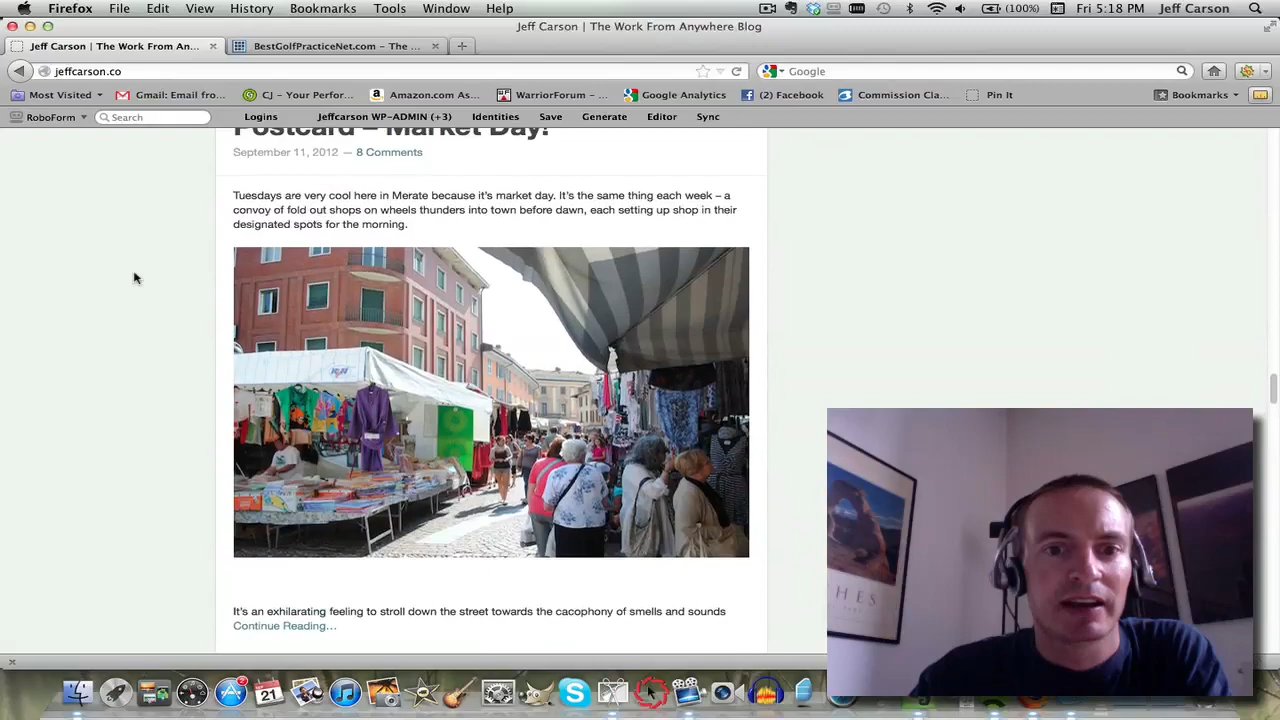 Firefox File Edit View History Bookmarks Tools Window Help (100%) Fri 5:18 PM Jeff Carson
Jeff Carson | The Work From Anywhere Blog
Jeff Carson | The Work From An... BestGolfPracticeNet.com – The ...
jeffcarson.co Google
Most Visited Gmail: Email fro... CJ – Your Perfor... Amazon.com As... WarriorForum – ... Google Analytics (2) Facebook Commission Cla... Pin It Bookmarks
RoboForm Search Logins Jeffcarson WP-ADMIN (+3) Identities Save Generate Editor Sync
Postcard – Market Day!
September 11, 2012 — 8 Comments
Tuesdays are very cool here in Merate because it's market day. It's the same thing each week – a
convoy of fold out shops on wheels thunders into town before dawn, each setting up shop in their
designated spots for the morning.
It's an exhilarating feeling to stroll down the street towards the cacophony of smells and sounds
Continue Reading...
21
2